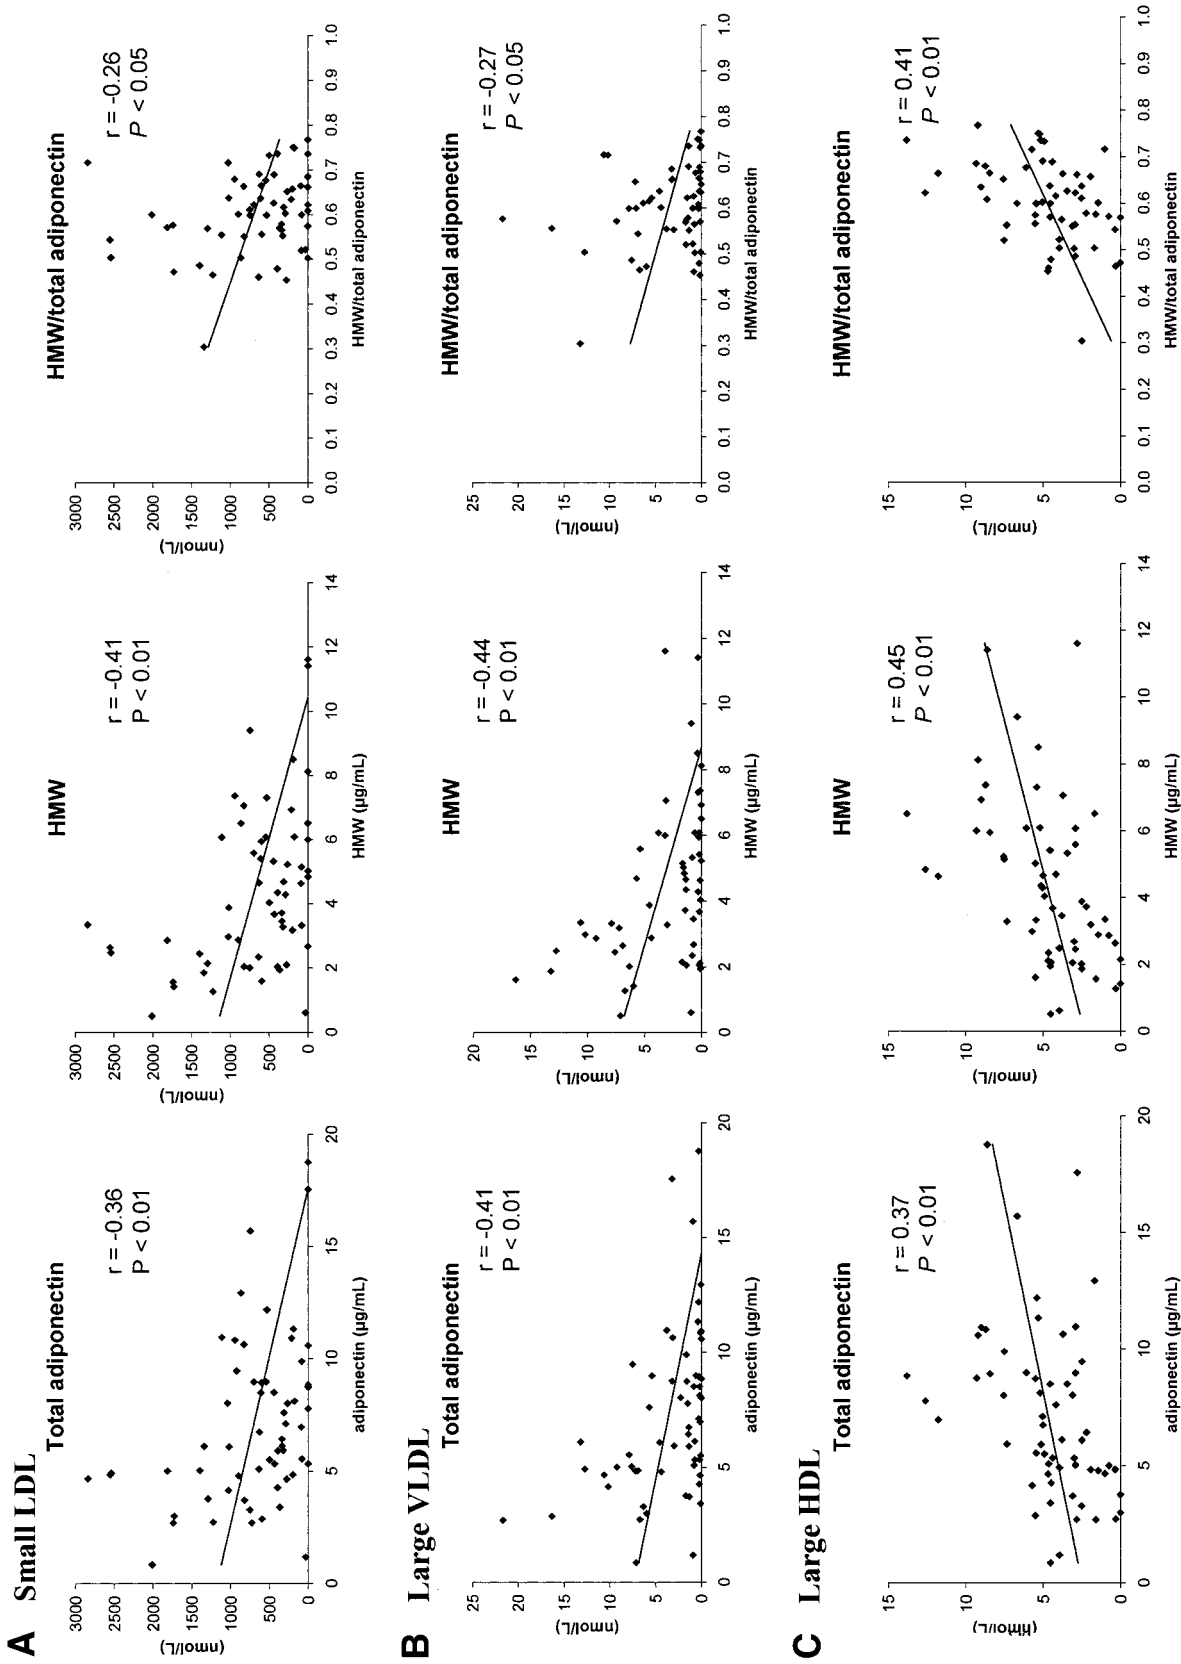 A Small LDL
Total adiponectin
r = -0.36
P < 0.01
3000
2500
2000
1500
1000
500
0
(nmol/L)
0 5 10 15 20
adiponectin (µg/mL)
HMW
r = -0.41
P < 0.01
3000
2500
2000
1500
1000
500
0
(nmol/L)
0 2 4 6 8 10 12 14
HMW (µg/mL)
HMW/total adiponectin
r = -0.26
P < 0.05
3000
2500
2000
1500
1000
500
0
(nmol/L)
0.0 0.1 0.2 0.3 0.4 0.5 0.6 0.7 0.8 0.9 1.0
HMW/total adiponectin
B Large VLDL
Total adiponectin
r = -0.41
P < 0.01
25
20
15
10
5
0
(nmol/L)
0 5 10 15 20
adiponectin (µg/mL)
HMW
r = -0.44
P < 0.01
20
15
10
5
0
(nmol/L)
0 2 4 6 8 10 12 14
HMW (µg/mL)
HMW/total adiponectin
r = -0.27
P < 0.05
25
20
15
10
5
0
(nmol/L)
0.0 0.1 0.2 0.3 0.4 0.5 0.6 0.7 0.8 0.9 1.0
HMW/total adiponectin
C Large HDL
Total adiponectin
r = 0.37
P < 0.01
15
10
5
0
0 5 10 15 20
adiponectin (µg/mL)
HMW
r = 0.45
P < 0.01
15
10
5
0
(nmol/L)
0 2 4 6 8 10 12 14
HMW (µg/mL)
HMW/total adiponectin
r = 0.41
P < 0.01
15
10
5
0
(nmol/L)
0.0 0.1 0.2 0.3 0.4 0.5 0.6 0.7 0.8 0.9 1.0
HMW/total adiponectin